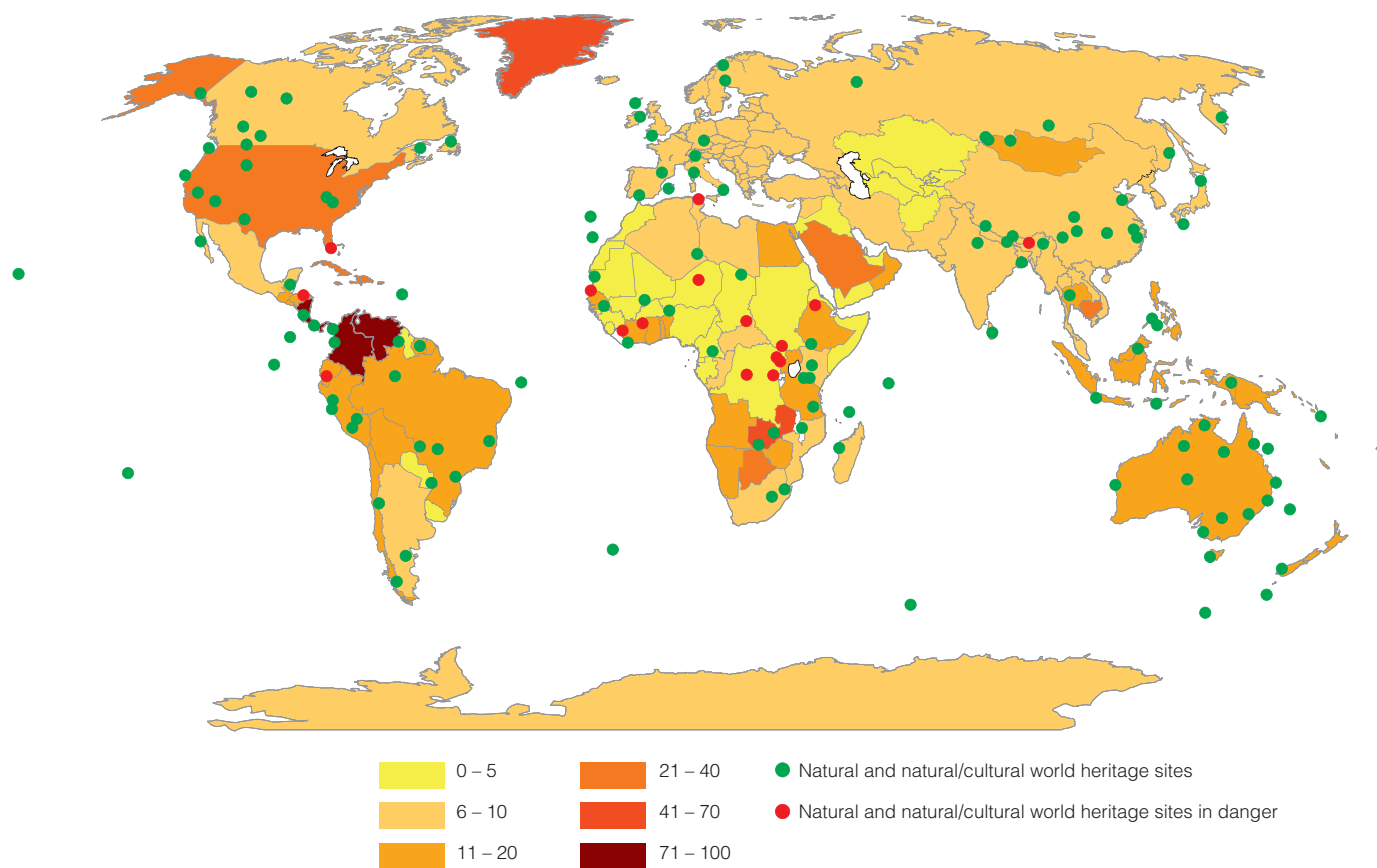 0 – 5
6 – 10
11 – 20
21 – 40
41 – 70
71 – 100
Natural and natural/cultural world heritage sites
Natural and natural/cultural world heritage sites in danger